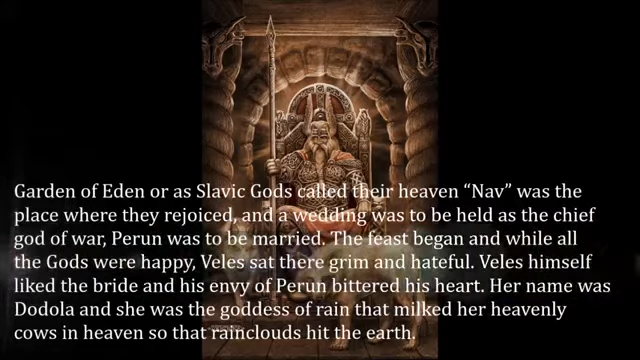 Garden of Eden or as Slavic Gods called their heaven “Nav” was the
place where they rejoiced, and a wedding was to be held as the chief
god of war, Perun was to be married. The feast began and while all
the Gods were happy, Veles sat there grim and hateful. Veles himself
liked the bride and his envy of Perun bittered his heart. Her name was
Dodola and she was the goddess of rain that milked her heavenly
cows in heaven so that rainclouds hit the earth.